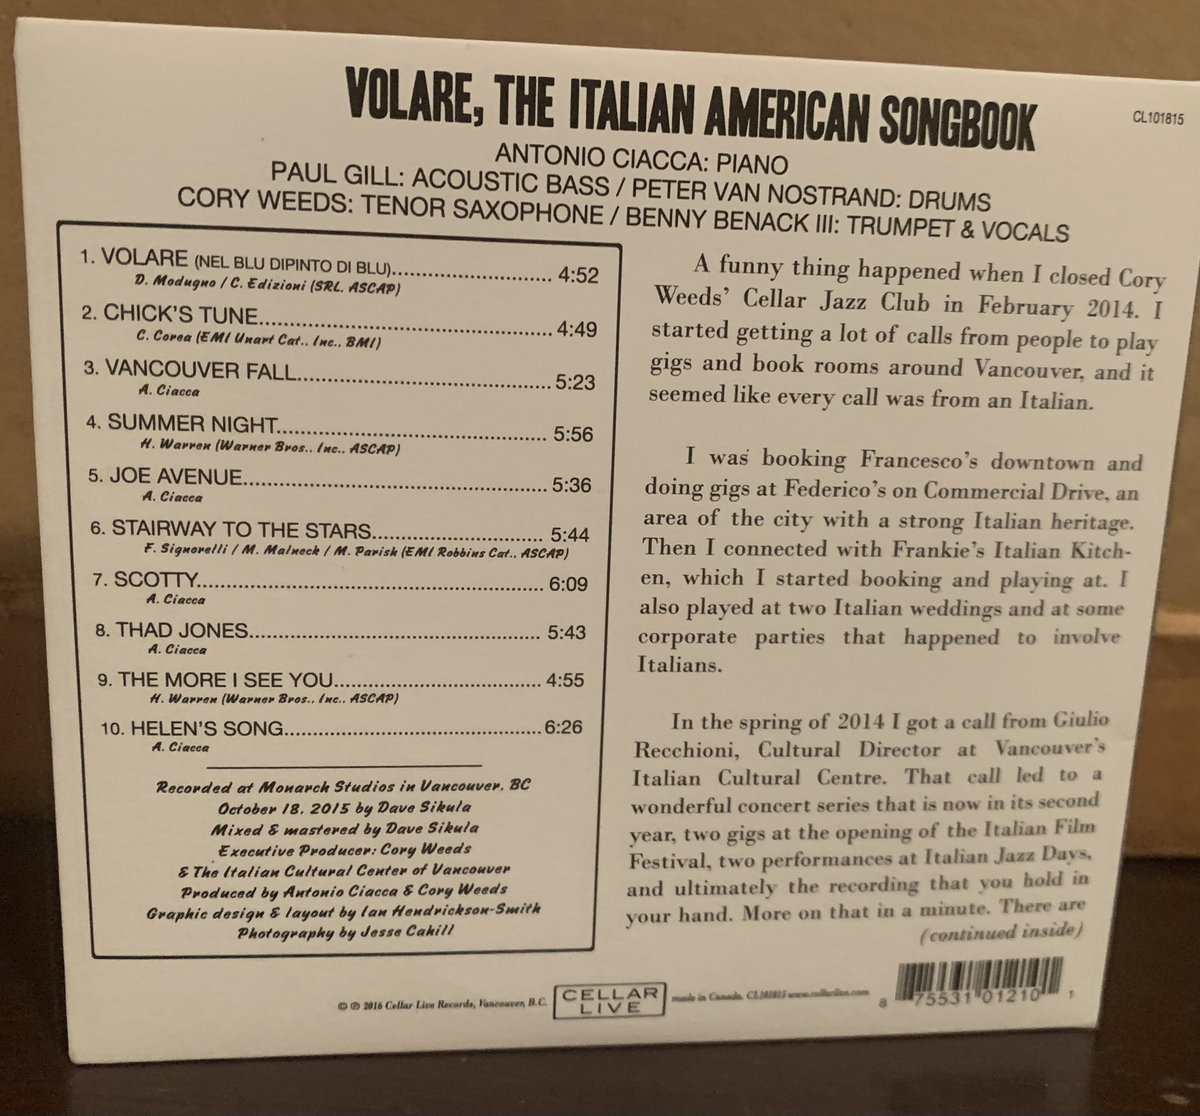 VOLARE, THE ITALIAN AMERICAN SONGBOOK
CL101815
ANTONIO CIACCA: PIANO
PAUL GILL: ACOUSTIC BASS / PETER VAN NOSTRAND: DRUMS
CORY WEEDS: TENOR SAXOPHONE / BENNY BENACK III: TRUMPET & VOCALS
1. VOLARE (NEL BLU DIPINTO DI BLU)........................... 4:52
D. Modugno / C. Edizioni (SRL. ASCAP)
2. CHICK'S TUNE................................................ 4:49
C. Corea (EMI Unart Cat.. Inc.. BMI)
3. VANCOUVER FALL.......................................... 5:23
A. Ciacca
4. SUMMER NIGHT............................................. 5:56
H. Warren (Warner Bros.. Inc.. ASCAP)
5. JOE AVENUE.................................................. 5:36
A. Ciacca
6. STAIRWAY TO THE STARS............................. 5:44
F. Signorelli / M. Malneck / M. Parish (EMI Robbins Cat.. ASCAP)
7. SCOTTY......................................................... 6:09
A. Ciacca
8. THAD JONES................................................. 5:43
A. Ciacca
9. THE MORE I SEE YOU................................... 4:55
H. Warren (Warner Bros.. Inc.. ASCAP)
10. HELEN'S SONG...........................................6:26
A. Ciacca
Recorded at Monarch Studios in Vancouver. BC
October 18. 2015 by Dave Sikula
Mixed & mastered by Dave Sikula
Executive Producer: Cory Weeds
& The Italian Cultural Center of Vancouver
Produced by Antonio Ciacca & Cory Weeds
Graphic design & layout by Ian Hendrickson-Smith
Photography by Jesse Cahill
A funny thing happened when I closed Cory
Weeds' Cellar Jazz Club in February 2014. I
started getting a lot of calls from people to play
gigs and book rooms around Vancouver, and it
seemed like every call was from an Italian.
I was booking Francesco's downtown and
doing gigs at Federico's on Commercial Drive, an
area of the city with a strong Italian heritage.
Then I connected with Frankie's Italian Kitch-
en, which I started booking and playing at. I
also played at two Italian weddings and at some
corporate parties that happened to involve
Italians.
In the spring of 2014 I got a call from Giulio
Recchioni, Cultural Director at Vancouver's
Italian Cultural Centre. That call led to a
wonderful concert series that is now in its second
year, two gigs at the opening of the Italian Film
Festival, two performances at Italian Jazz Days,
and ultimately the recording that you hold in
your hand. More on that in a minute. There are
(continued inside)
© ℗ 2016 Cellar Live Records, Vancouver, B.C.
CELLAR
LIVE
made in Canada. CL101815 www.cellarlive.com
8 75531 01210 1